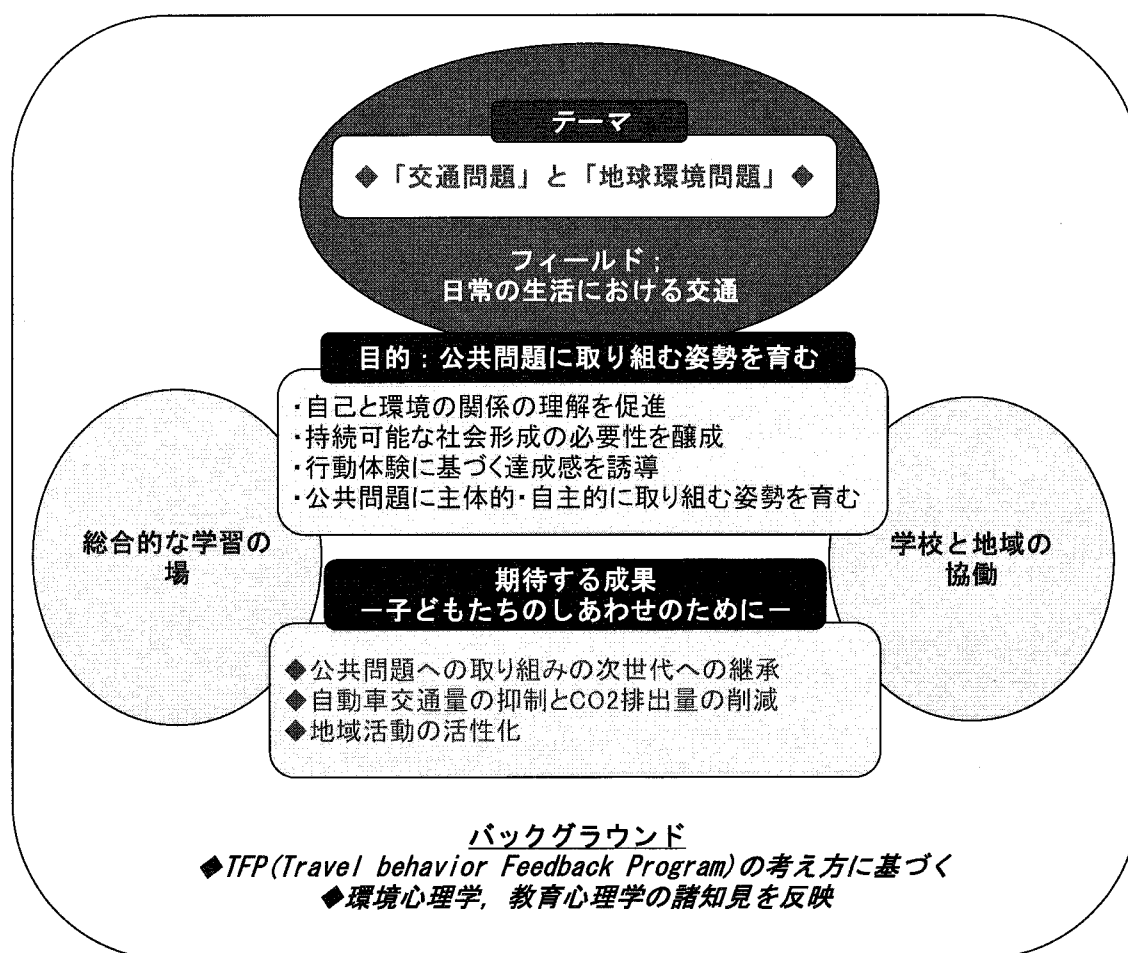 テーマ
◆「交通問題」と「地球環境問題」◆
フィールド；
日常の生活における交通
目的：公共問題に取り組む姿勢を育む
・自己と環境の関係の理解を促進
・持続可能な社会形成の必要性を醸成
・行動体験に基づく達成感を誘導
・公共問題に主体的・自主的に取り組む姿勢を育む
総合的な学習の
場
学校と地域の
協働
期待する成果
－子どもたちのしあわせのために－
◆公共問題への取り組みの次世代への継承
◆自動車交通量の抑制とCO2排出量の削減
◆地域活動の活性化
バックグラウンド
◆TFP(Travel behavior Feedback Program)の考え方に基づく
◆環境心理学，教育心理学の諸知見を反映